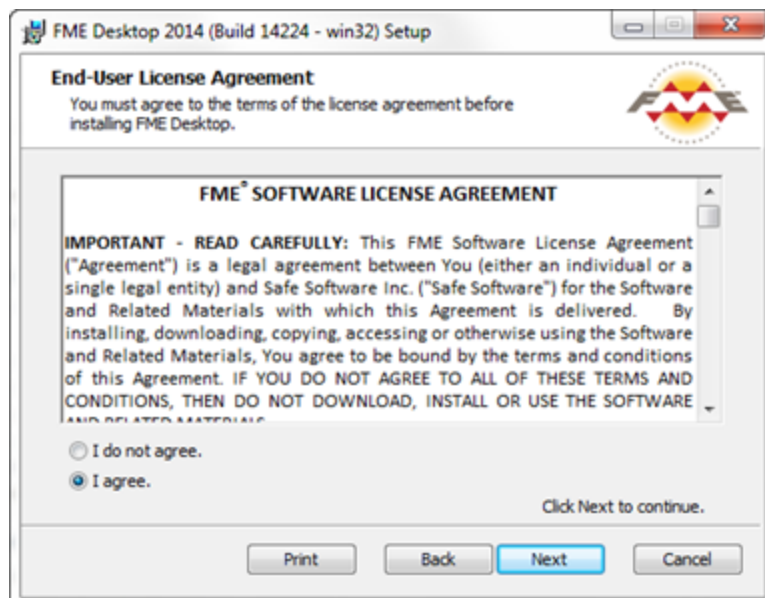 FME Desktop 2014 (Build 14224 - win32) Setup
End-User License Agreement
You must agree to the terms of the license agreement before
installing FME Desktop.
FME
FME® SOFTWARE LICENSE AGREEMENT
IMPORTANT - READ CAREFULLY: This FME Software License Agreement
("Agreement") is a legal agreement between You (either an individual or a
single legal entity) and Safe Software Inc. ("Safe Software") for the Software
and Related Materials with which this Agreement is delivered. By
installing, downloading, copying, accessing or otherwise using the Software
and Related Materials, You agree to be bound by the terms and conditions
of this Agreement. IF YOU DO NOT AGREE TO ALL OF THESE TERMS AND
CONDITIONS, THEN DO NOT DOWNLOAD, INSTALL OR USE THE SOFTWARE
AND RELATED MATERIALS
I do not agree.
I agree.
Click Next to continue.
Print
Back
Next
Cancel